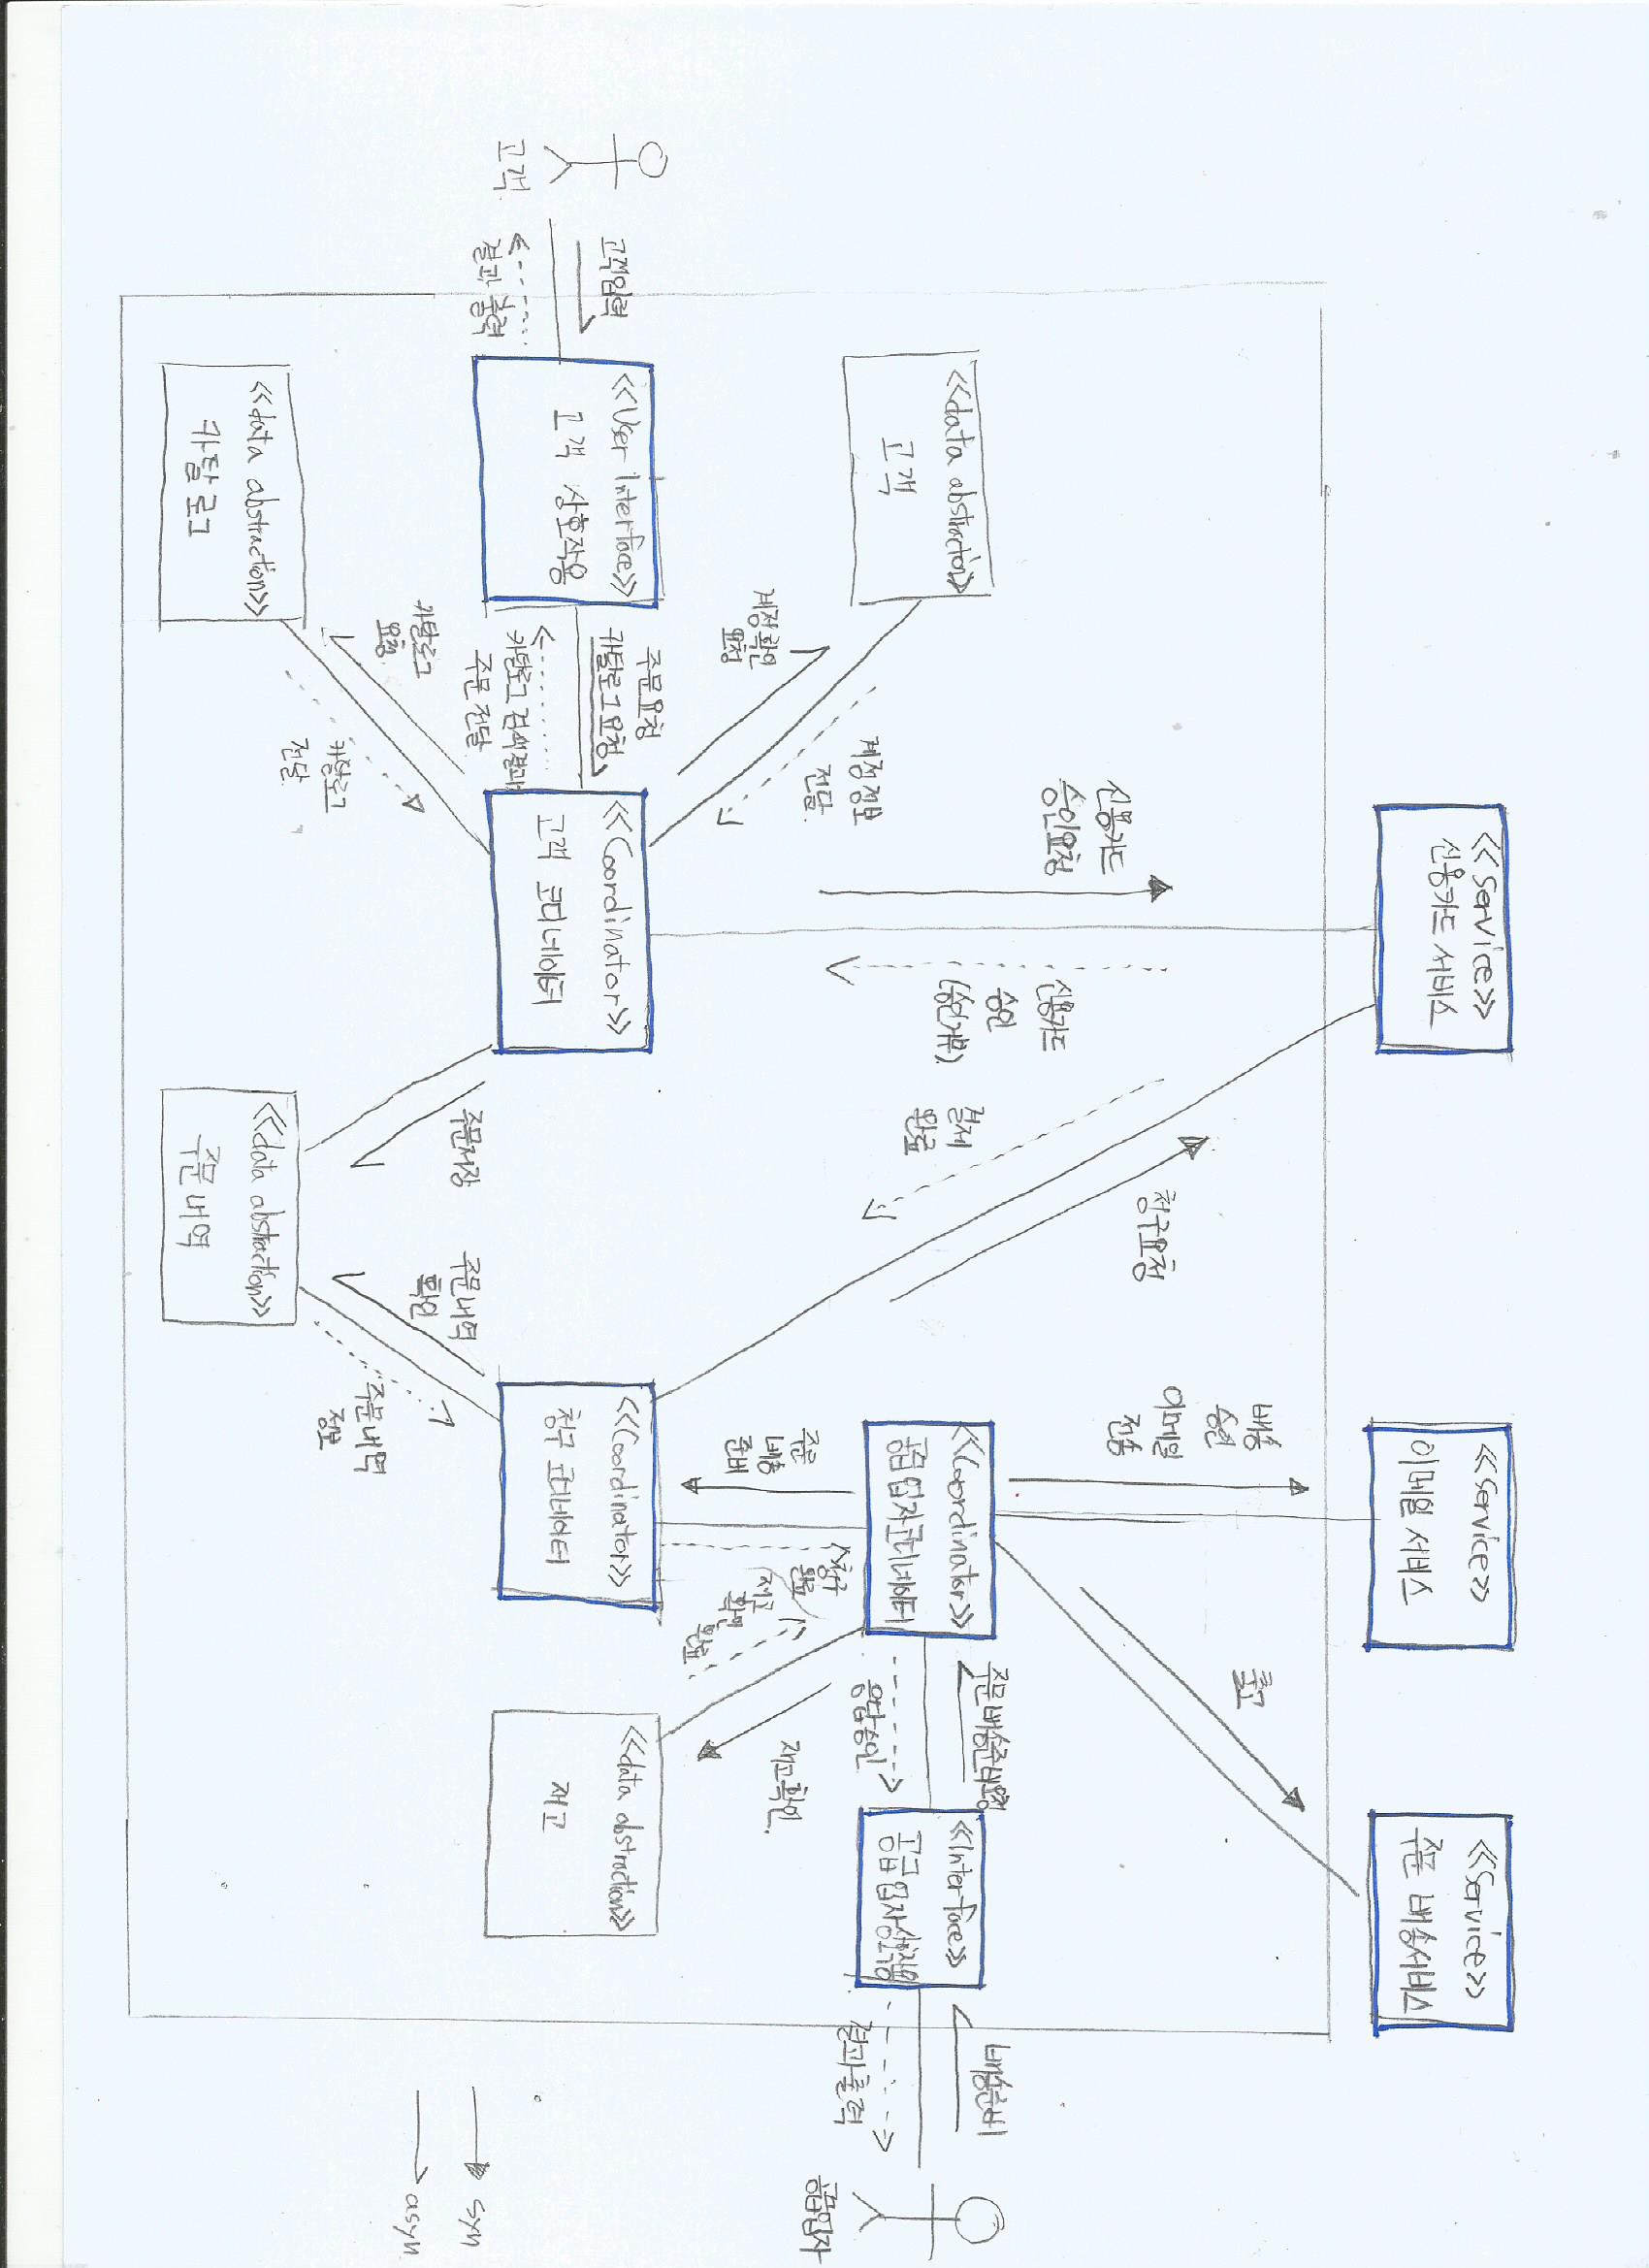 <<Service>>
신용카드 서비스
<<Service>>
이메일 서비스
<<Service>>
주문 배송서비스
배송
승인
이메일
전송
출고
청구요청
신용카드
승인요청
신용카드
승인
(승인거부).
결제
완료
<<data abstraction>>
고객
계정정보
전달.
계정확인
요청
<<Coordinator>>
공급업자코디네이터
주문배송준비요청
응답승인
<<Interface>>
공급업자상호작용
배송준비
결과출력
공급업자
주문
배송
준비
청구
완료
재고
확인
완료
재고확인.
고객
고객입력
결과 출력
<<User Interface>>
고객 상호작용
주문요청
카탈로그요청
카탈로그 검색결과
주문 전달
<<Coordinator>>
고객 코디네이터
<<Coordinator>>
청구 코디네이터
<<data abstraction>>
재고
카탈로그
요청.
카탈로그
전달.
주문저장
주문내역
확인
주문내역
정보
syn
asyn
<<data abstraction>>
카탈로그
<<data abstraction>>
주문내역